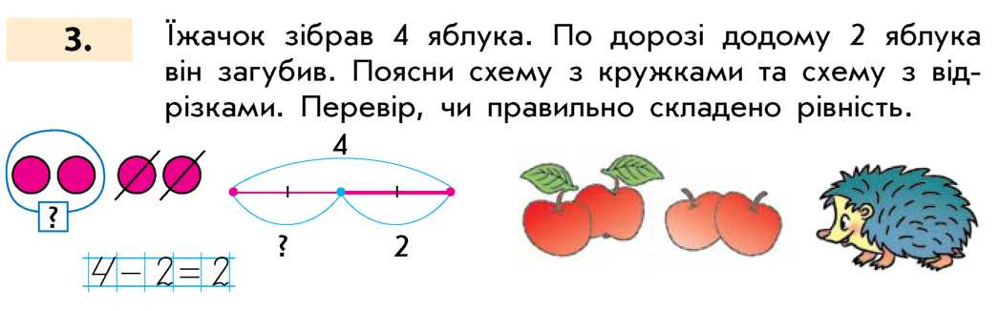 3. Їжачок зібрав 4 яблука. По дорозі додому 2 яблука
він загубив. Поясни схему з кружками та схему з від-
різками. Перевір, чи правильно складено рівність.
4
?
? 2
4 - 2 = 2